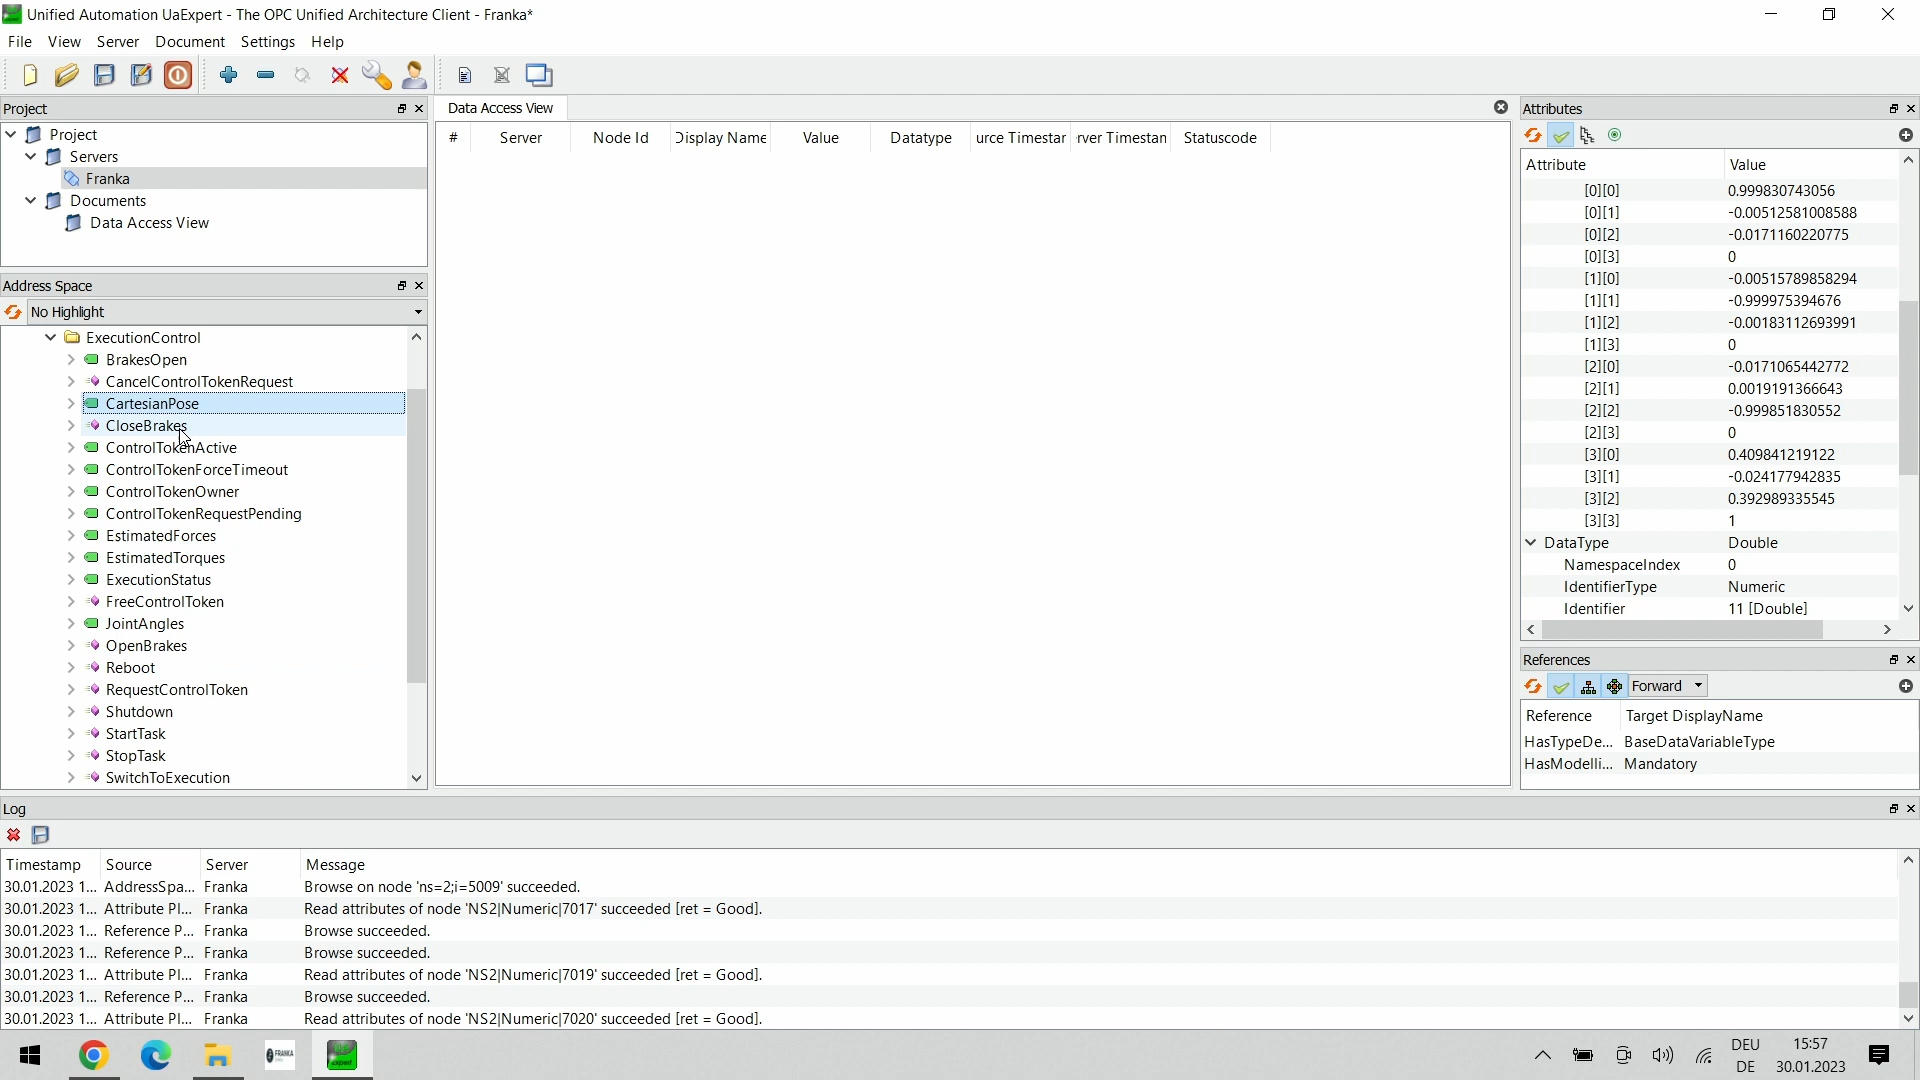 Unified Automation UaExpert - The OPC Unified Architecture Client - Franka*
File View Server Document Settings Help
Project
Project
Servers
Franka
Documents
Data Access View
Address Space
No Highlight
ExecutionControl
BrakesOpen
CancelControlTokenRequest
CartesianPose
CloseBrakes
ControlTokenActive
ControlTokenForceTimeout
ControlTokenOwner
ControlTokenRequestPending
EstimatedForces
EstimatedTorques
ExecutionStatus
FreeControlToken
JointAngles
OpenBrakes
Reboot
RequestControlToken
Shutdown
StartTask
StopTask
SwitchToExecution
Data Access View
# Server Node Id Display Name Value Datatype urce Timestar rver Timestan Statuscode
Attributes
Attribute Value
[0][0] 0.999830743056
[0][1] -0.00512581008588
[0][2] -0.0171160220775
[0][3] 0
[1][0] -0.00515789858294
[1][1] -0.999975394676
[1][2] -0.00183112693991
[1][3] 0
[2][0] -0.0171065442772
[2][1] 0.0019191366643
[2][2] -0.999851830552
[2][3] 0
[3][0] 0.409841219122
[3][1] -0.024177942835
[3][2] 0.392989335545
[3][3] 1
DataType Double
NamespaceIndex 0
IdentifierType Numeric
Identifier 11 [Double]
References
Forward
Reference Target DisplayName
HasTypeDe... BaseDataVariableType
HasModelli... Mandatory
Log
Timestamp Source Server Message
30.01.2023 1... AddressSpa... Franka Browse on node 'ns=2;i=5009' succeeded.
30.01.2023 1... Attribute Pl... Franka Read attributes of node 'NS2|Numeric|7017' succeeded [ret = Good].
30.01.2023 1... Reference P... Franka Browse succeeded.
30.01.2023 1... Reference P... Franka Browse succeeded.
30.01.2023 1... Attribute Pl... Franka Read attributes of node 'NS2|Numeric|7019' succeeded [ret = Good].
30.01.2023 1... Reference P... Franka Browse succeeded.
30.01.2023 1... Attribute Pl... Franka Read attributes of node 'NS2|Numeric|7020' succeeded [ret = Good].
FRANKA
expert
DEU
DE
15:57
30.01.2023